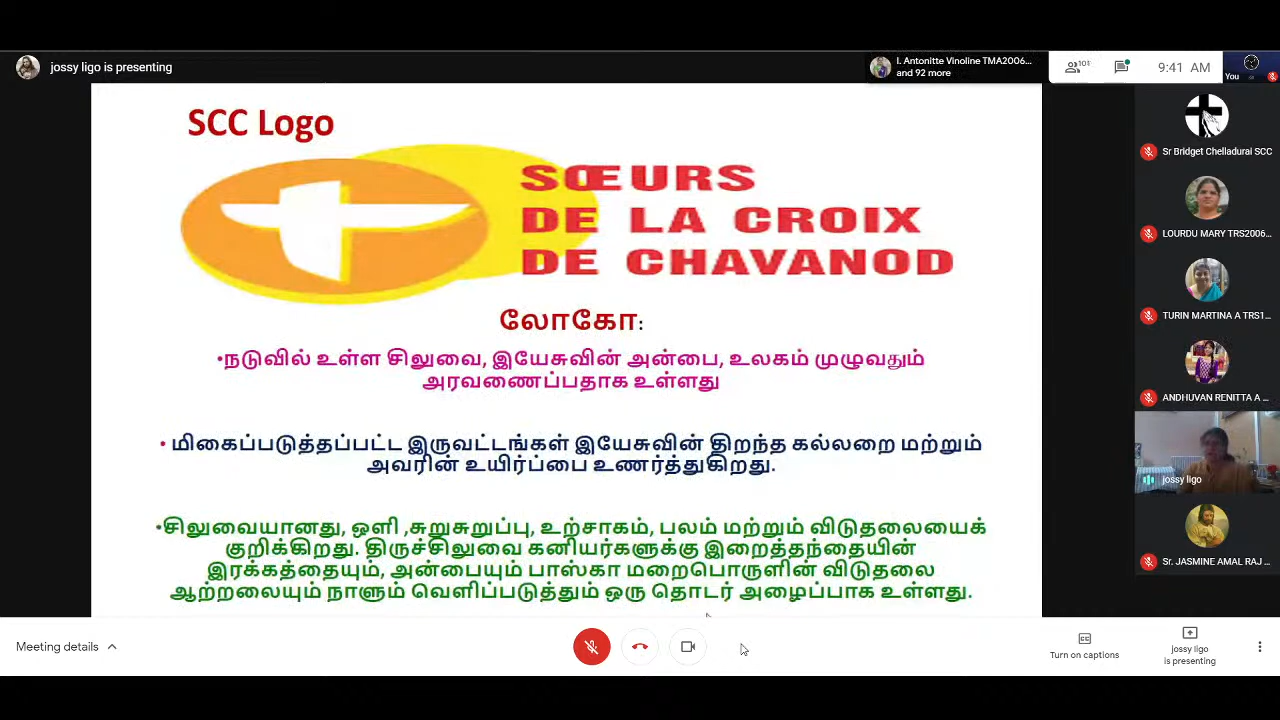 jossy ligo is presenting
I. Antonitte Vinoline TMA2006...
and 92 more
101
9:41 AM
You
SCC Logo
SŒURS
DE LA CROIX
DE CHAVANOD
லோகோ:
•நடுவில் உள்ள சிலுவை, இயேசுவின் அன்பை, உலகம் முழுவதும்
அரவணைப்பதாக உள்ளது
• மிகைப்படுத்தப்பட்ட இருவட்டங்கள் இயேசுவின் திறந்த கல்லறை மற்றும்
அவரின் உயிர்ப்பை உணர்த்துகிறது.
•சிலுவையானது, ஒளி ,சுறுசுறுப்பு, உற்சாகம், பலம் மற்றும் விடுதலையைக்
குறிக்கிறது. திருச்சிலுவை கனியர்களுக்கு இறைத்தந்தையின்
இரக்கத்தையும், அன்பையும் பாஸ்கா மறைபொருளின் விடுதலை
ஆற்றலையும் நாளும் வெளிப்படுத்தும் ஒரு தொடர் அழைப்பாக உள்ளது.
Sr Bridget Chelladurai SCC
LOURDU MARY TRS2006...
TURIN MARTINA A TRS1...
ANDHUVAN RENITTA A ...
jossy ligo
Sr. JASMINE AMAL RAJ ...
Meeting details
Turn on captions
jossy ligo
is presenting